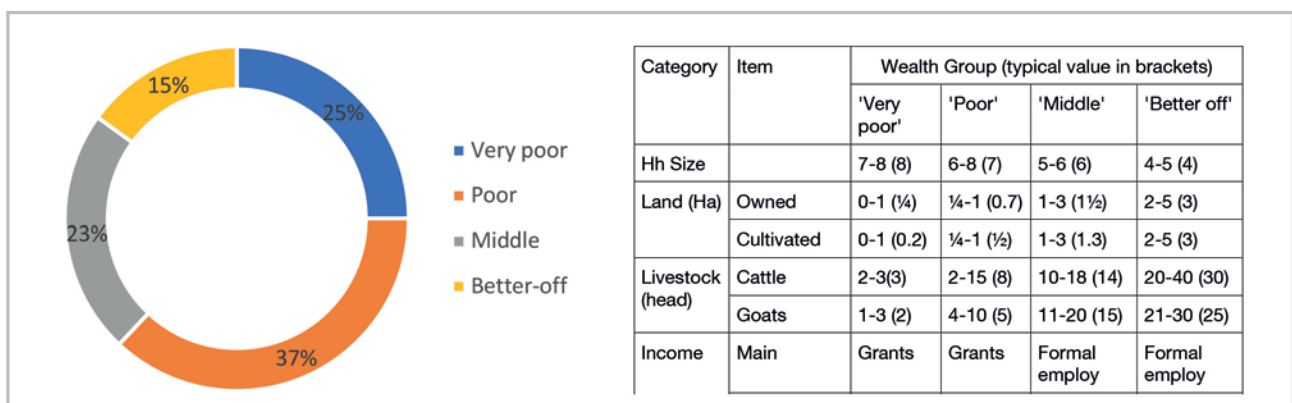 15%
25%
23%
37%
Very poor
Poor
Middle
Better-off
Category Item Wealth Group (typical value in brackets)
'Very poor' 'Poor' 'Middle' 'Better off'
Hh Size 7-8 (8) 6-8 (7) 5-6 (6) 4-5 (4)
Land (Ha) Owned 0-1 (¼) ¼-1 (0.7) 1-3 (1½) 2-5 (3)
Cultivated 0-1 (0.2) ¼-1 (½) 1-3 (1.3) 2-5 (3)
Livestock (head) Cattle 2-3(3) 2-15 (8) 10-18 (14) 20-40 (30)
Goats 1-3 (2) 4-10 (5) 11-20 (15) 21-30 (25)
Income Main Grants Grants Formal employ Formal employ